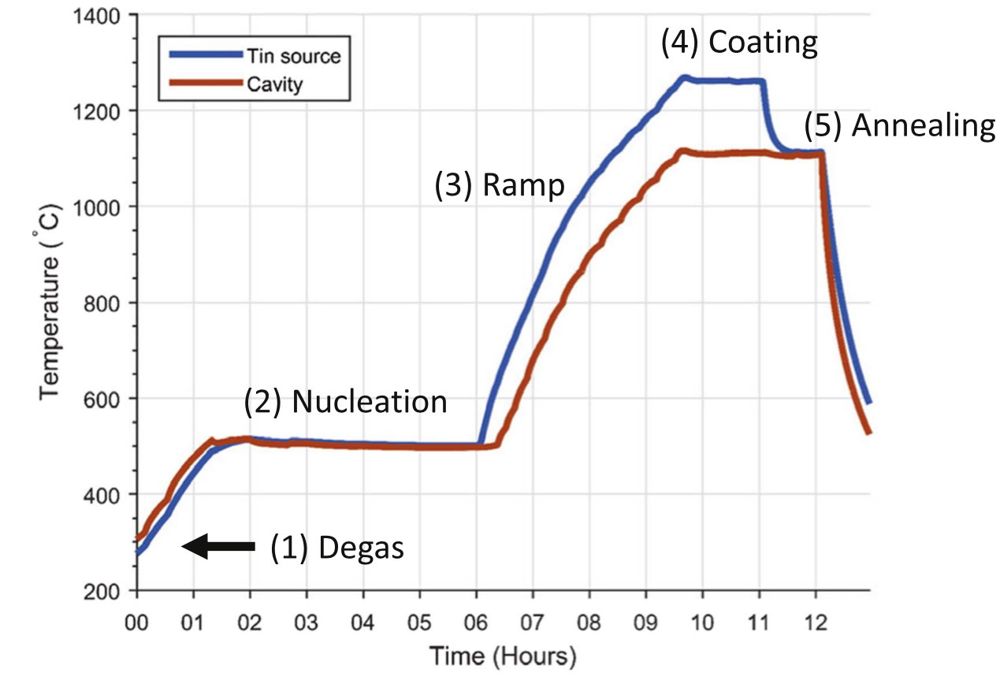 1400
1200
1000
800
600
400
200
Temperature (˚C)
Tin source
Cavity
(4) Coating
(5) Annealing
(3) Ramp
(2) Nucleation
(1) Degas
00 01 02 03 04 05 06 07 08 09 10 11 12
Time (Hours)